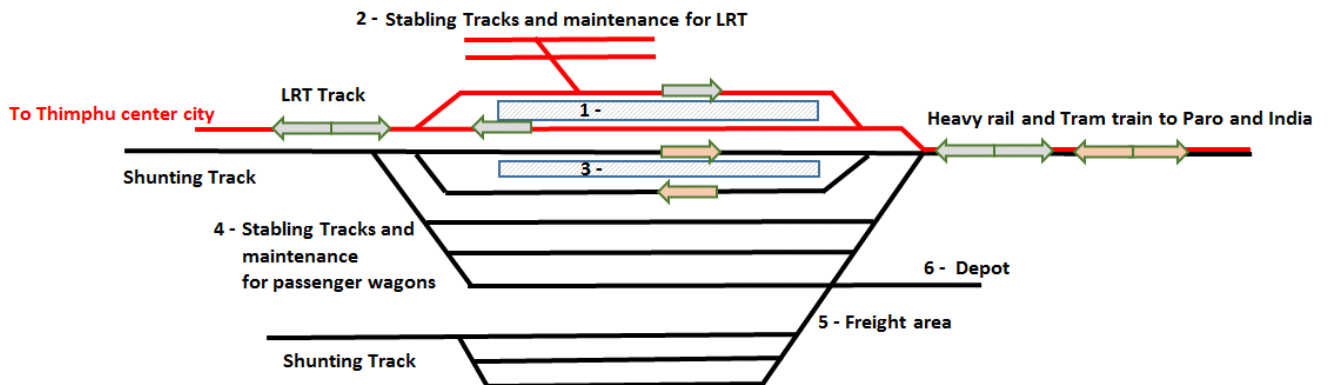 2 - Stabling Tracks and maintenance for LRT
LRT Track
To Thimphu center city
1 -
Heavy rail and Tram train to Paro and India
Shunting Track
3 -
4 - Stabling Tracks and
maintenance
for passenger wagons
6 - Depot
5 - Freight area
Shunting Track